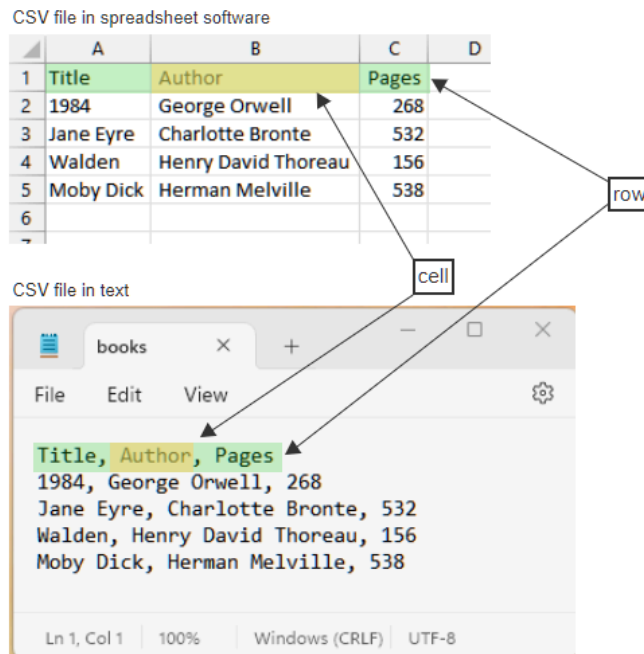 CSV file in spreadsheet software
A B C D
1 Title Author Pages
2 1984 George Orwell 268
3 Jane Eyre Charlotte Bronte 532
4 Walden Henry David Thoreau 156
5 Moby Dick Herman Melville 538
6
row
cell
CSV file in text
books
File Edit View
Title, Author, Pages
1984, George Orwell, 268
Jane Eyre, Charlotte Bronte, 532
Walden, Henry David Thoreau, 156
Moby Dick, Herman Melville, 538
Ln 1, Col 1 100% Windows (CRLF) UTF-8